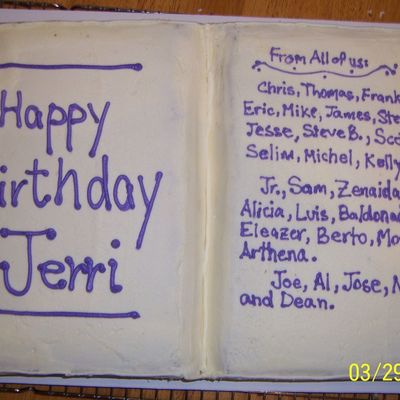 Happy
Birthday
Jerri
From All of us:
Chris, Thomas, Frank
Eric, Mike, James, Ste
Jesse, Steve B., Sco
Selim, Michel, Kelly
Jr., Sam, Zenaida
Alicia, Luis, Baldona
Eleazer, Berto, Mo
Arthena.
Joe, Al, Jose, N
and Dean.
03/29